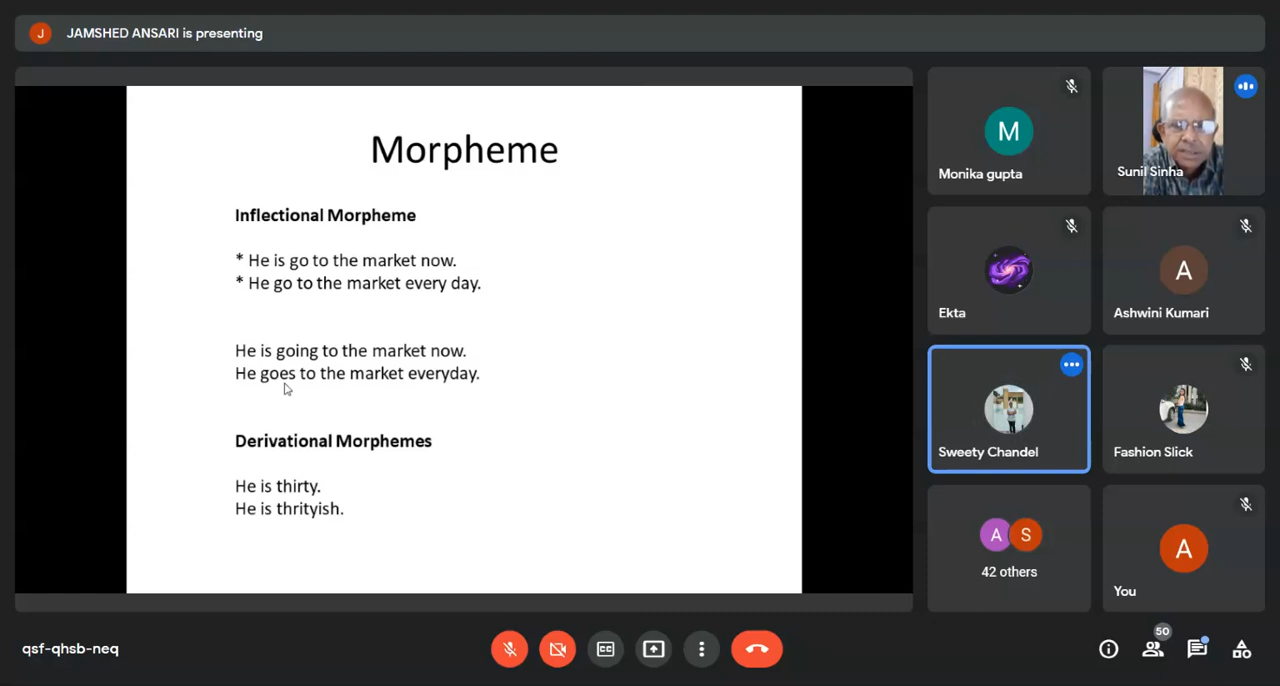 J
JAMSHED ANSARI is presenting
Morpheme
Inflectional Morpheme
* He is go to the market now.
* He go to the market every day.
He is going to the market now.
He goes to the market everyday.
Derivational Morphemes
He is thirty.
He is thrityish.
M
Monika gupta
Sunil Sinha
Ekta
A
Ashwini Kumari
Sweety Chandel
Fashion Slick
A S
42 others
A
You
qsf-qhsb-neq
CC
50